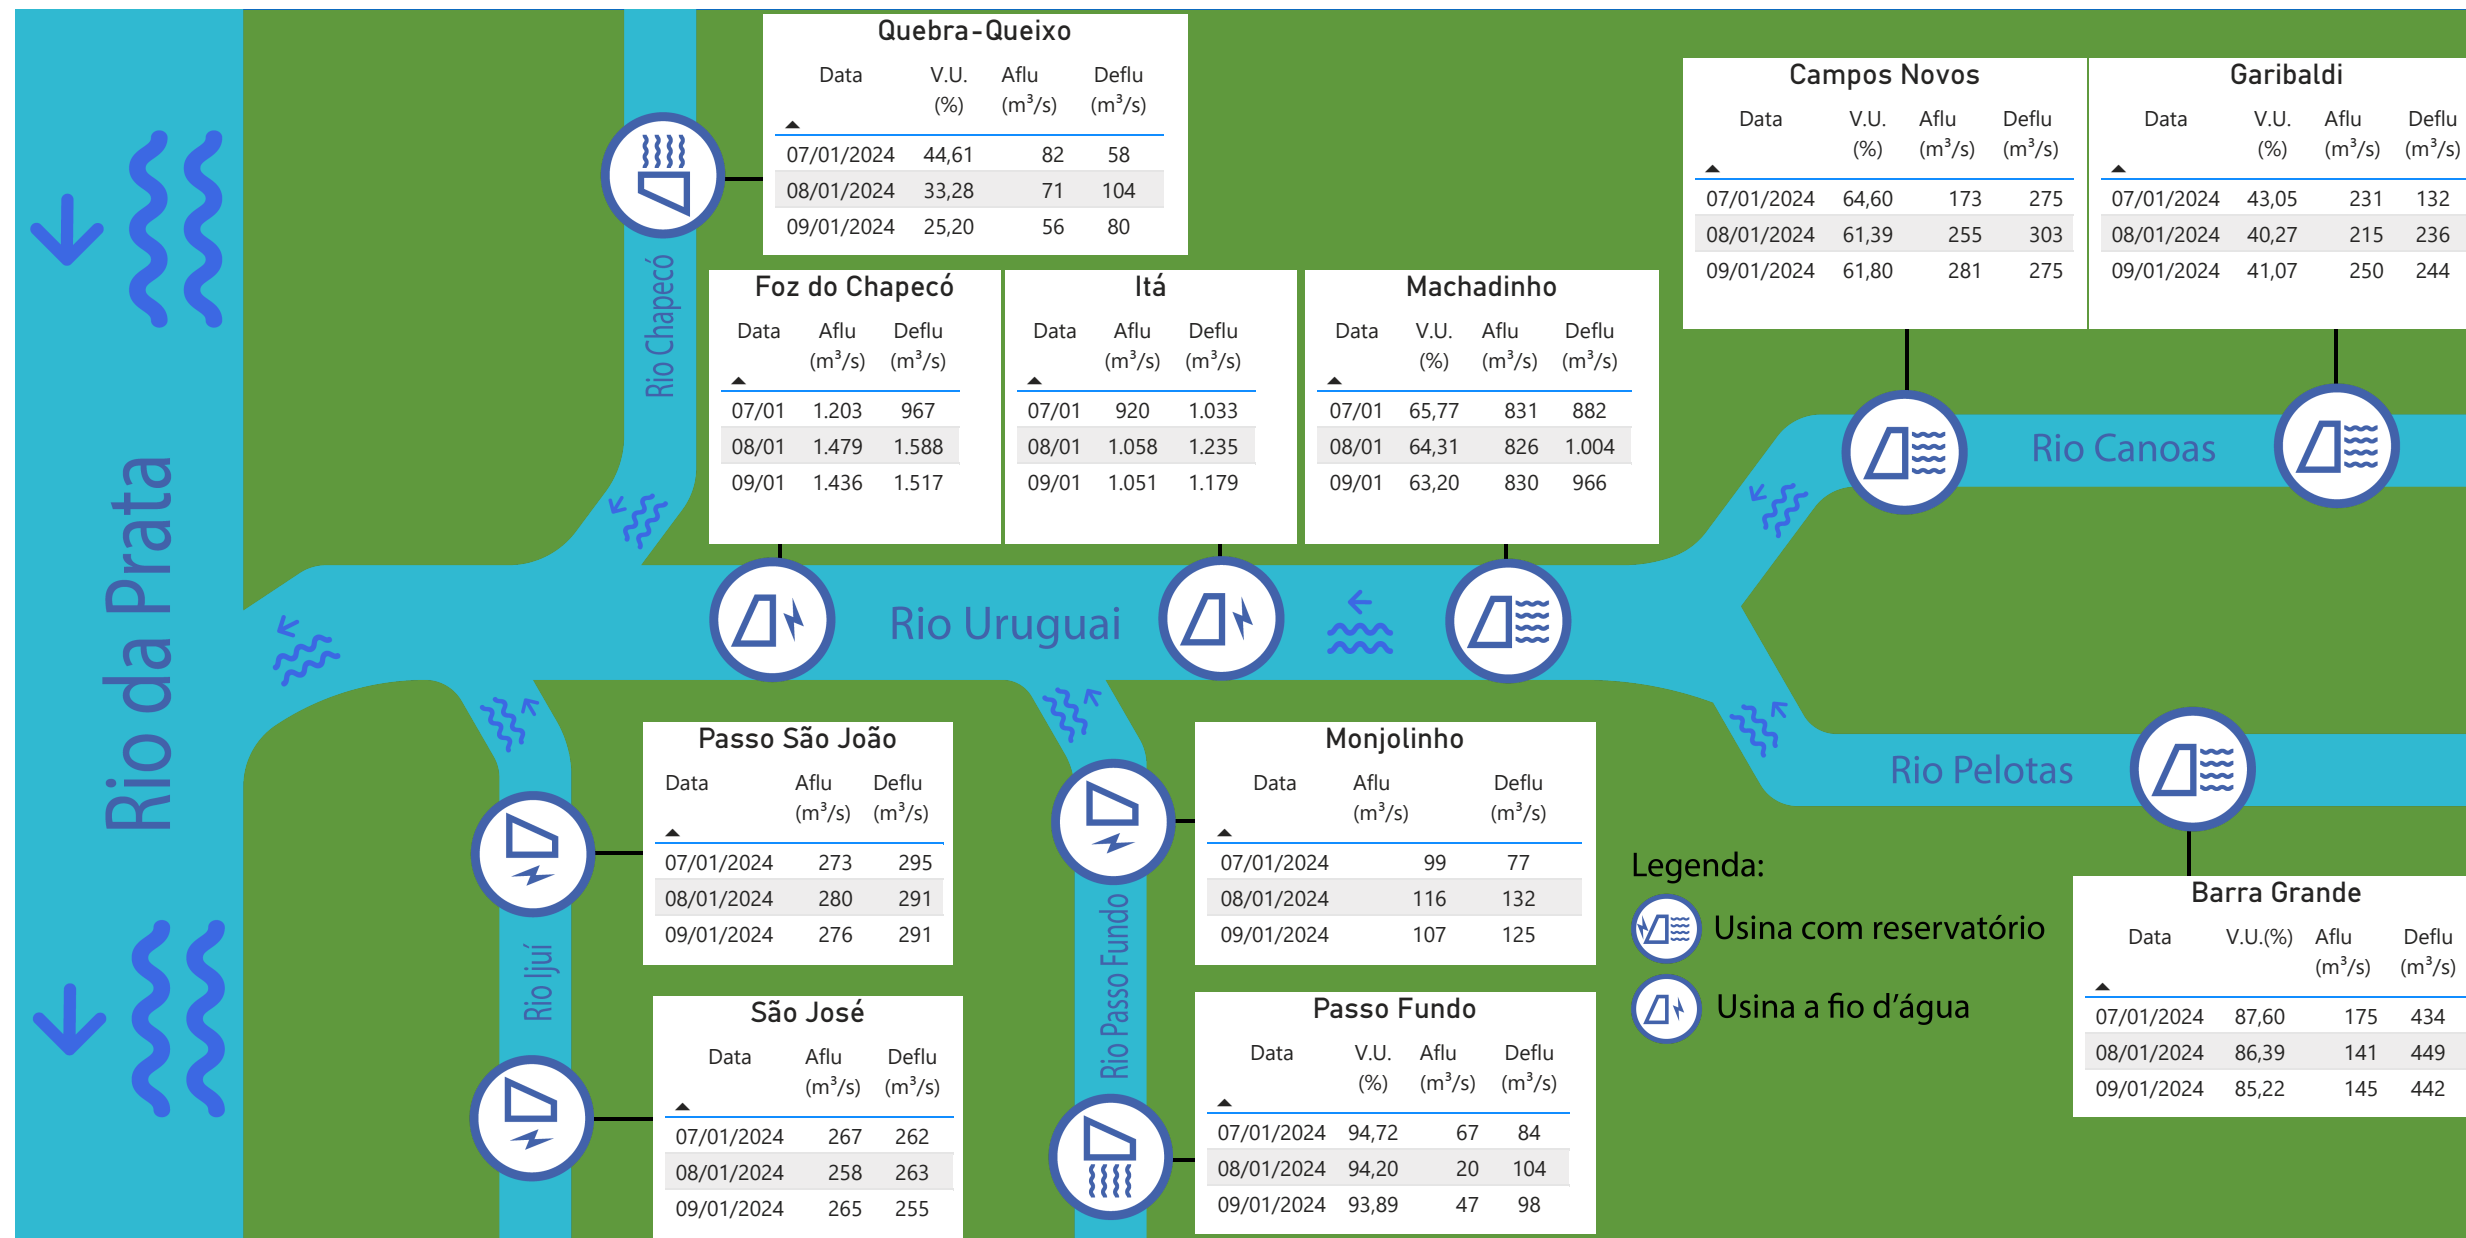 Quebra-Queixo
Data V.U. (%) Aflu (m³/s) Deflu (m³/s)
07/01/2024 44,61 82 58
08/01/2024 33,28 71 104
09/01/2024 25,20 56 80
Campos Novos
Data V.U. (%) Aflu (m³/s) Deflu (m³/s)
07/01/2024 64,60 173 275
08/01/2024 61,39 255 303
09/01/2024 61,80 281 275
Garibaldi
Data V.U. (%) Aflu (m³/s) Deflu (m³/s)
07/01/2024 43,05 231 132
08/01/2024 40,27 215 236
09/01/2024 41,07 250 244
Rio Chapecó
Foz do Chapecó
Data Aflu (m³/s) Deflu (m³/s)
07/01 1.203 967
08/01 1.479 1.588
09/01 1.436 1.517
Itá
Data Aflu (m³/s) Deflu (m³/s)
07/01 920 1.033
08/01 1.058 1.235
09/01 1.051 1.179
Machadinho
Data V.U. (%) Aflu (m³/s) Deflu (m³/s)
07/01 65,77 831 882
08/01 64,31 826 1.004
09/01 63,20 830 966
Rio Canoas
Rio da Prata
Rio Uruguai
Rio Pelotas
Passo São João
Data Aflu (m³/s) Deflu (m³/s)
07/01/2024 273 295
08/01/2024 280 291
09/01/2024 276 291
Monjolinho
Data Aflu (m³/s) Deflu (m³/s)
07/01/2024 99 77
08/01/2024 116 132
09/01/2024 107 125
Rio Ijuí
Rio Passo Fundo
Legenda:
Usina com reservatório
Usina a fio d’água
Barra Grande
Data V.U.(%) Aflu (m³/s) Deflu (m³/s)
07/01/2024 87,60 175 434
08/01/2024 86,39 141 449
09/01/2024 85,22 145 442
São José
Data Aflu (m³/s) Deflu (m³/s)
07/01/2024 267 262
08/01/2024 258 263
09/01/2024 265 255
Passo Fundo
Data V.U. (%) Aflu (m³/s) Deflu (m³/s)
07/01/2024 94,72 67 84
08/01/2024 94,20 20 104
09/01/2024 93,89 47 98